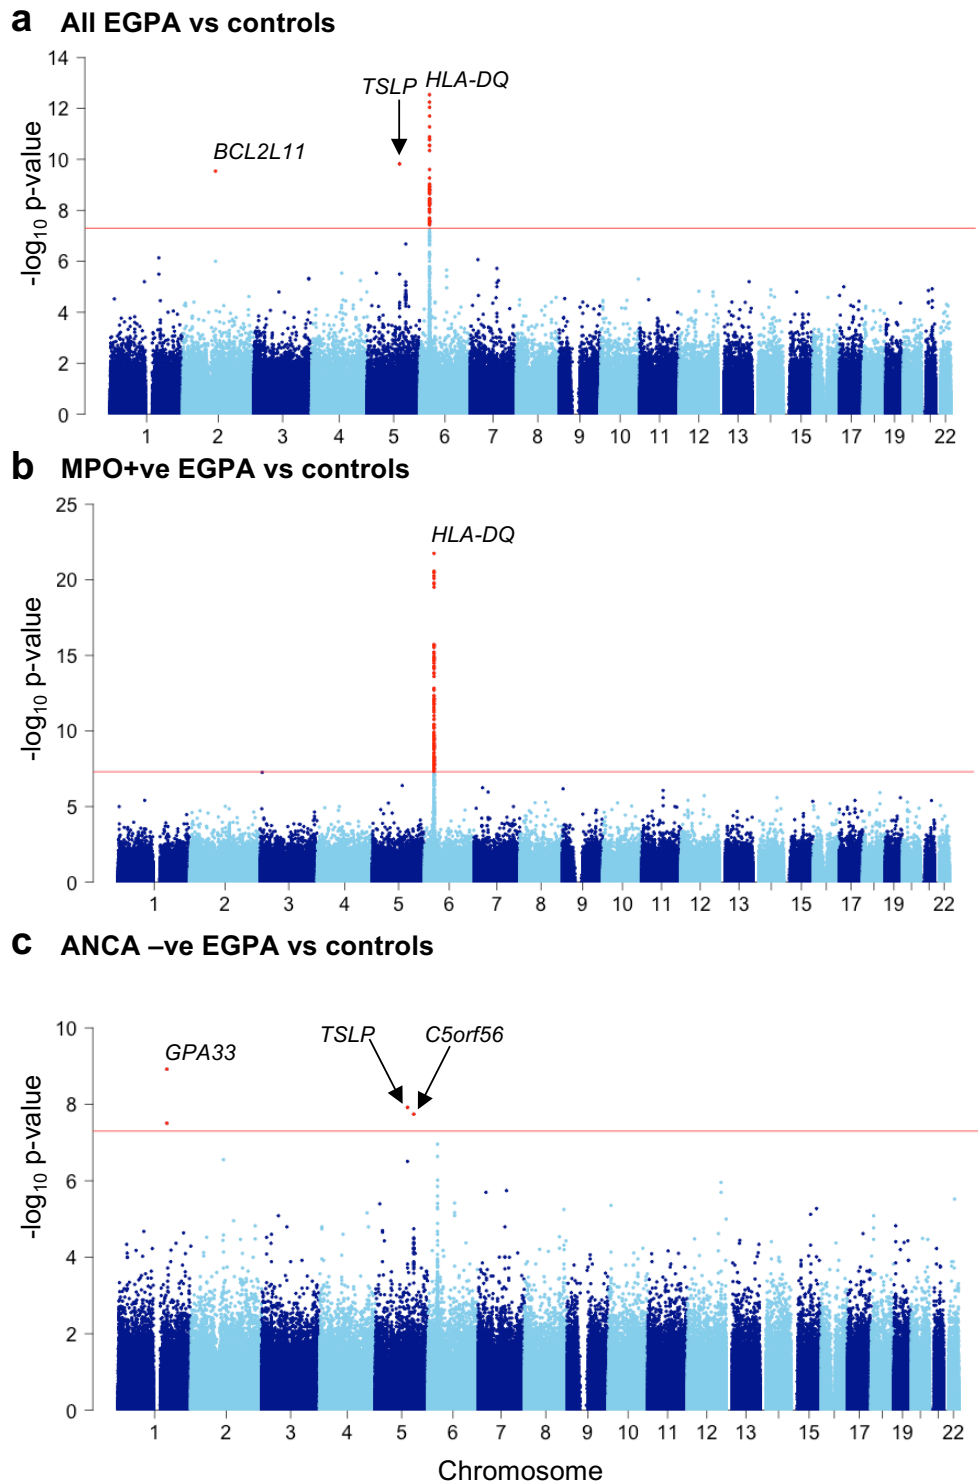 a All EGPA vs controls
14
12
10
8
6
4
2
0
-log10 p-value
BCL2L11
TSLP
HLA-DQ
1 2 3 4 5 6 7 8 9 10 11 12 13 15 17 19 22
b MPO+ve EGPA vs controls
25
20
15
10
5
0
-log10 p-value
HLA-DQ
1 2 3 4 5 6 7 8 9 10 11 12 13 15 17 19 22
c ANCA –ve EGPA vs controls
10
8
6
4
2
0
-log10 p-value
GPA33
TSLP
C5orf56
1 2 3 4 5 6 7 8 9 10 11 12 13 15 17 19 22
Chromosome